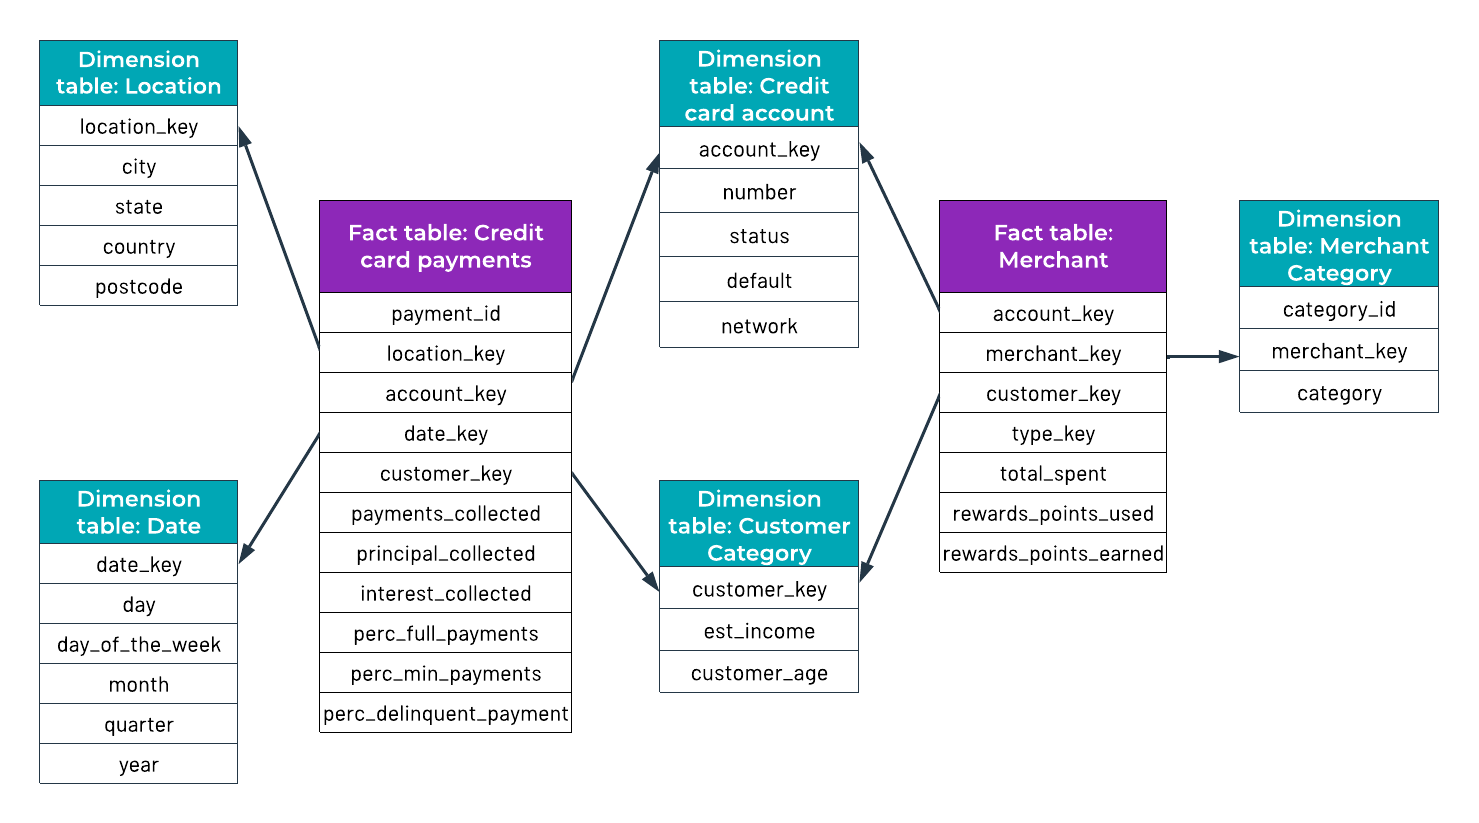 Dimension
table: Location
location_key
city
state
country
postcode
Dimension
table: Date
date_key
day
day_of_the_week
month
quarter
year
Fact table: Credit
card payments
payment_id
location_key
account_key
date_key
customer_key
payments_collected
principal_collected
interest_collected
perc_full_payments
perc_min_payments
perc_delinquent_payment
Dimension
table: Credit
card account
account_key
number
status
default
network
Dimension
table: Customer
Category
customer_key
est_income
customer_age
Fact table:
Merchant
account_key
merchant_key
customer_key
type_key
total_spent
rewards_points_used
rewards_points_earned
Dimension
table: Merchant
Category
category_id
merchant_key
category